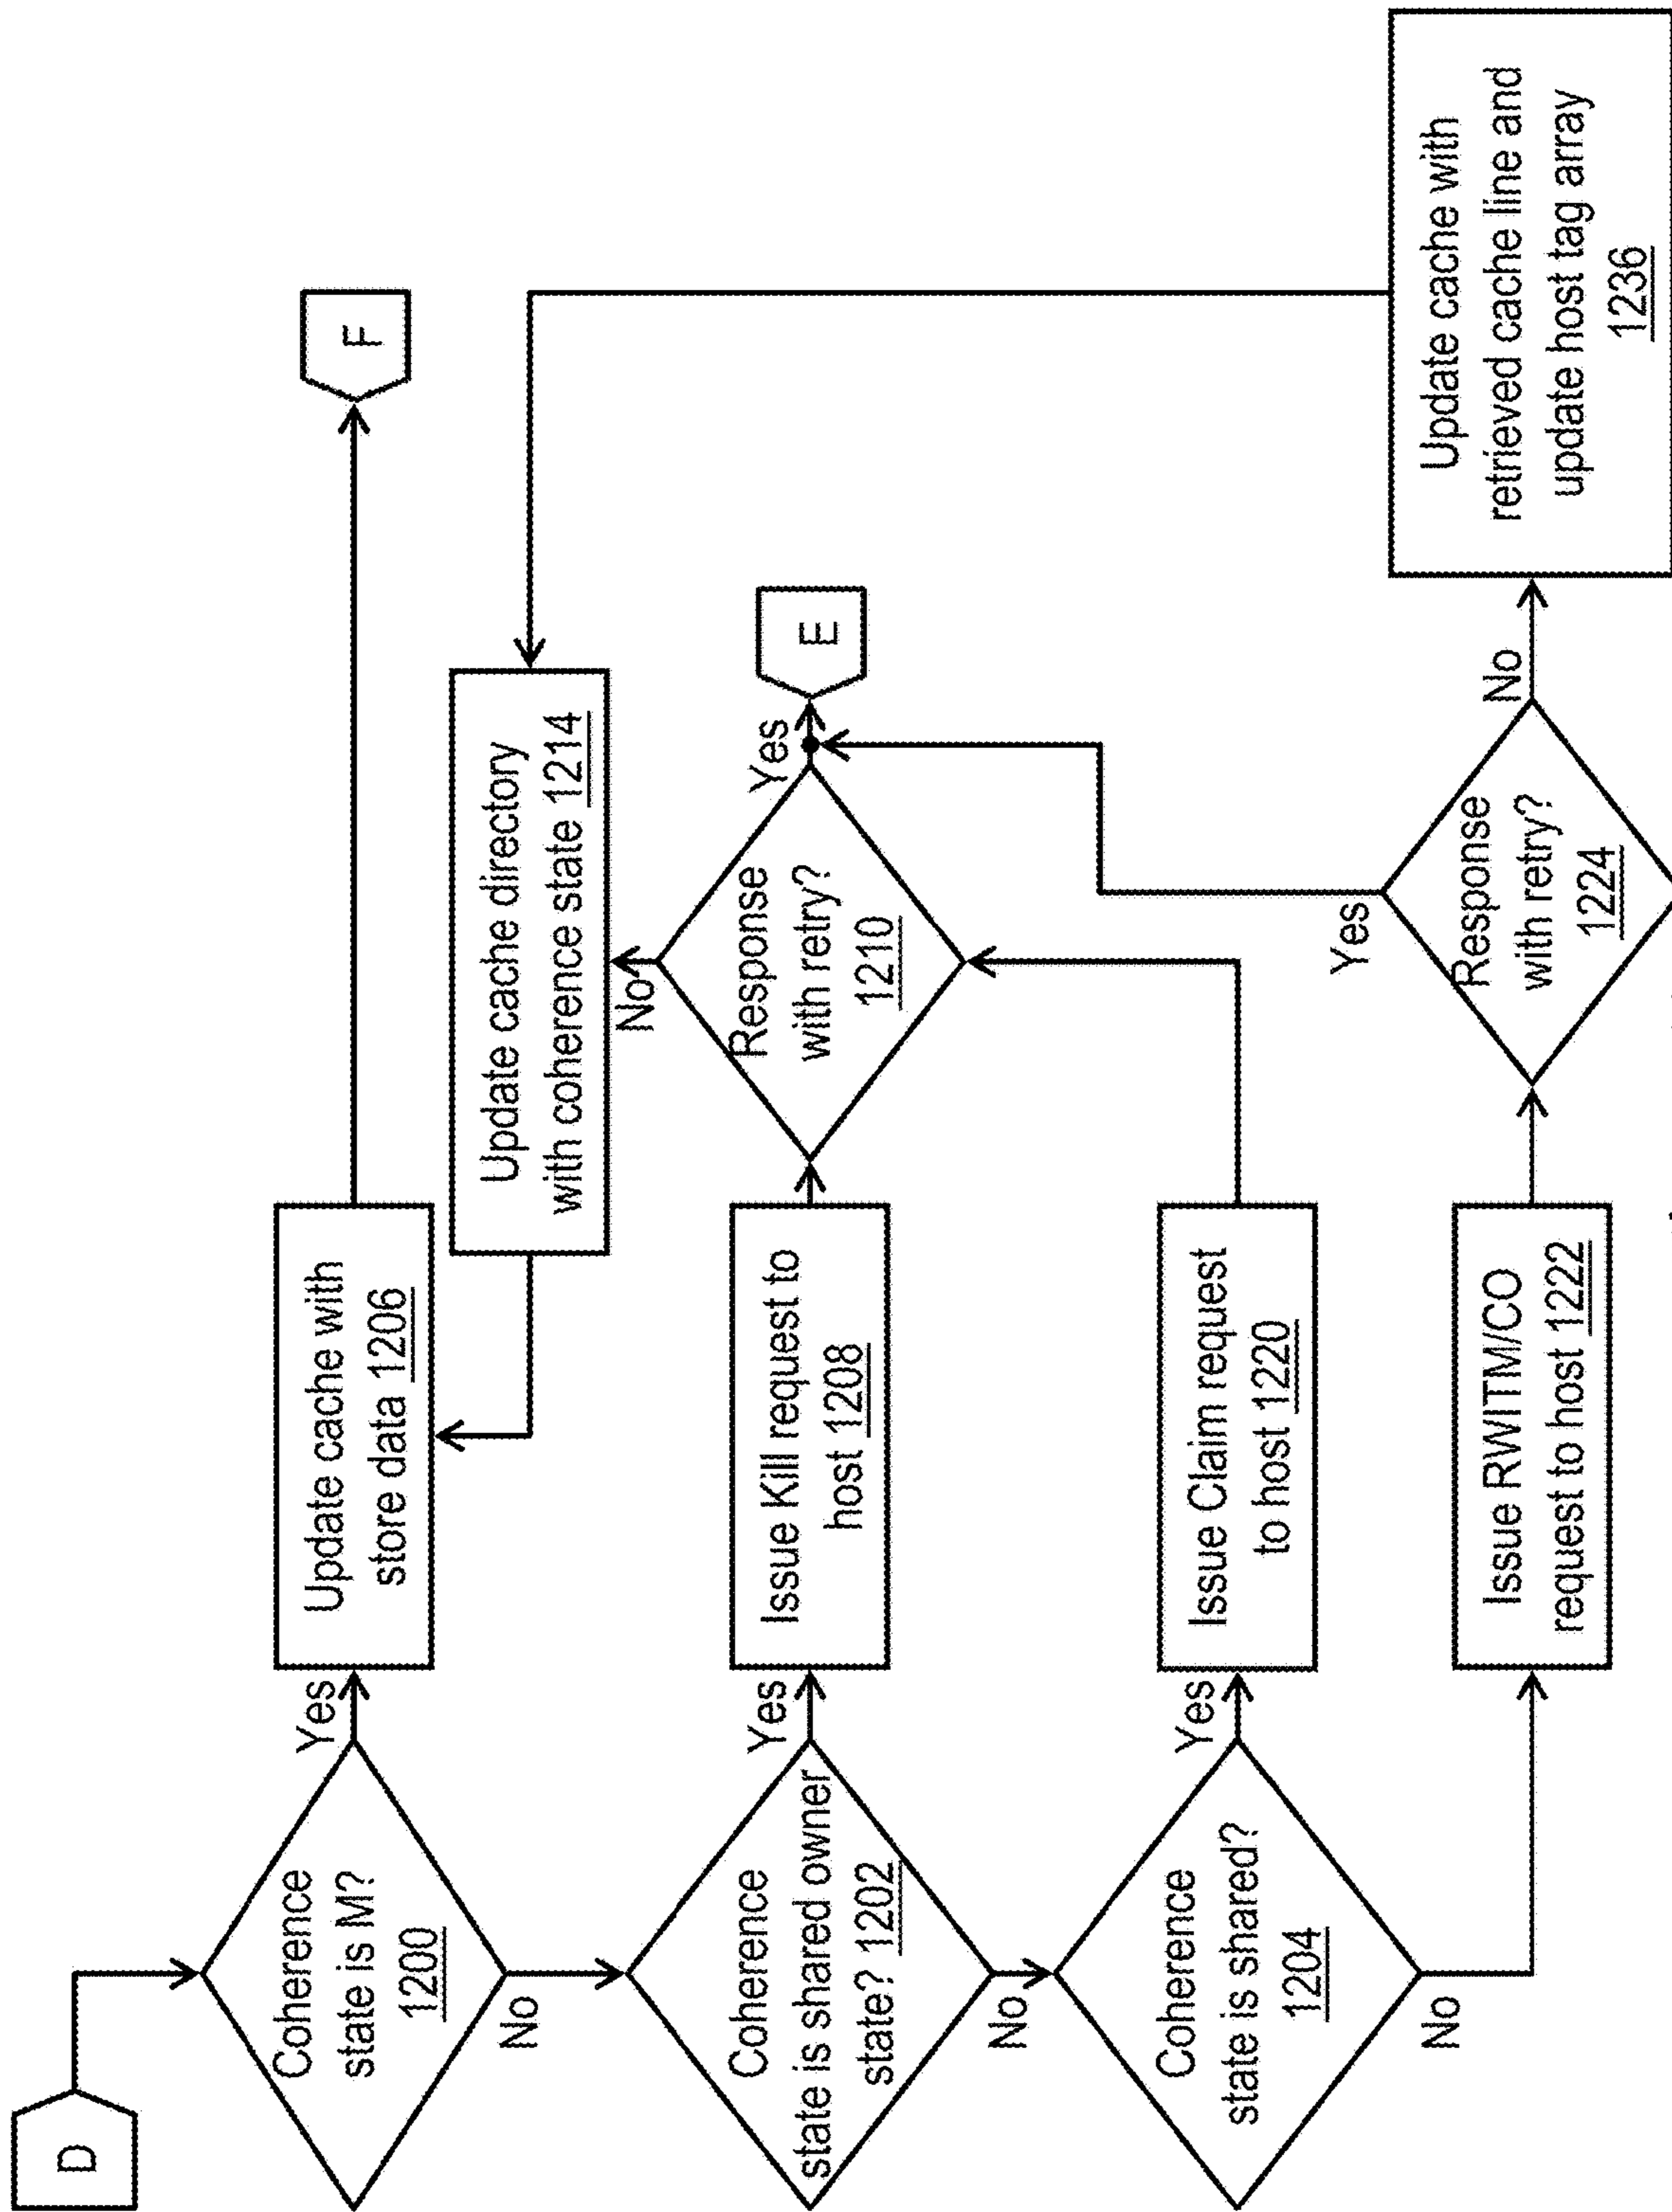 D
Coherence
state is M?
1200
Yes
No
Update cache with
store data 1206
F
Coherence
state is shared owner
state? 1202
Yes
No
Issue Kill request to
host 1208
Response
with retry?
1210
Yes
No
E
Update cache directory
with coherence state 1214
Coherence
state is shared?
1204
Yes
No
Issue Claim request
to host 1220
Issue RWITM/CO
request to host 1222
Response
with retry?
1224
Yes
No
Update cache with
retrieved cache line and
update host tag array
1236